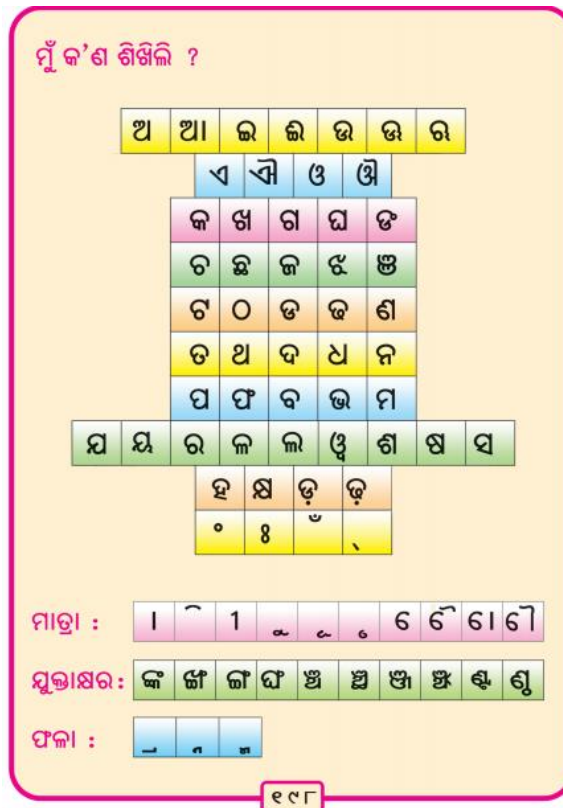 ମୁଁ କ'ଣ ଶିଖିଲି ?
ଅ ଆ ଇ ଈ ଉ ଊ ଋ
ଏ ଐ ଓ ଔ
କ ଖ ଗ ଘ ଙ
ଚ ଛ ଜ ଝ ଞ
ଟ ଠ ଡ ଢ ଣ
ତ ଥ ଦ ଧ ନ
ପ ଫ ବ ଭ ମ
ଯ ୟ ର ଳ ଲ ୱ ଶ ଷ ସ
ହ କ୍ଷ ଡ଼ ଢ଼
ଂ ଃ ଁ ୍
ମାତ୍ରା : ା ି ୀ ୁ ୂ ୃ େ ୈ ୋ ୌ
ଯୁକ୍ତାକ୍ଷର : ଙ୍କ ଙ୍ଖ ଙ୍ଗ ଙ୍ଘ ଞ୍ଚ ଞ୍ଛ ଞ୍ଜ ଞ୍ଝ ଣ୍ଟ ଣ୍ଠ
ଫଳା :
୧୯୮